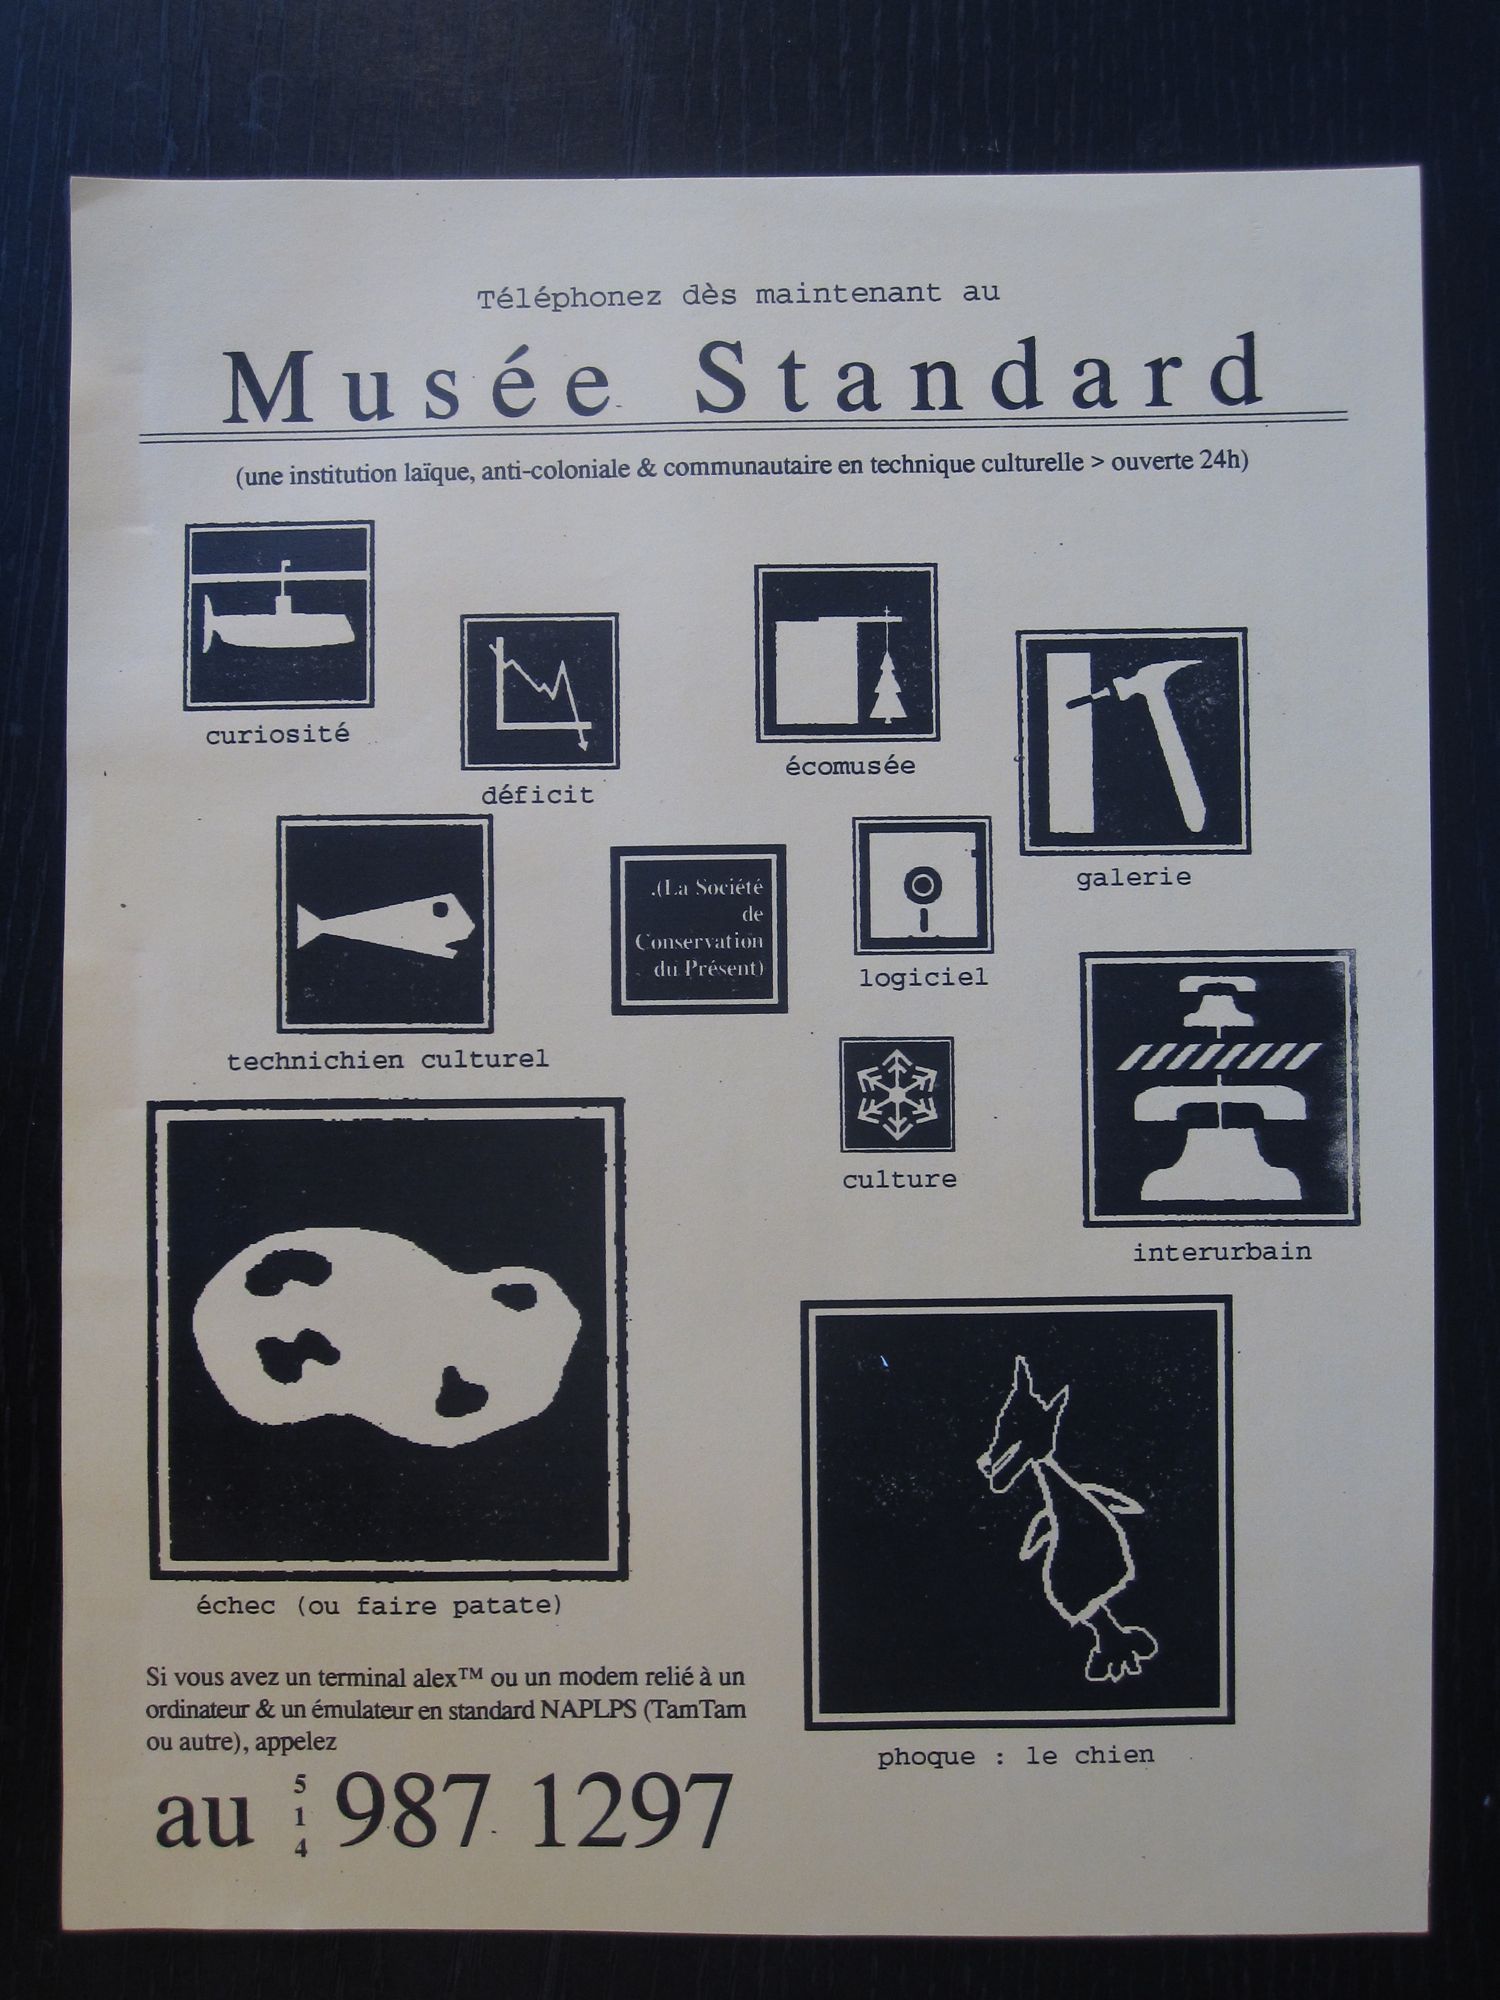 Téléphonez dès maintenant au
Musée Standard
(une institution laïque, anti-coloniale & communautaire en technique culturelle > ouverte 24h)
curiosité
déficit
écomusée
galerie
technichien culturel
.(La Société
de
Conservation
du Présent)
logiciel
culture
interurbain
échec (ou faire patate)
phoque : le chien
Si vous avez un terminal alex™ ou un modem relié à un
ordinateur & un émulateur en standard NAPLPS (TamTam
ou autre), appelez
au 514 987 1297